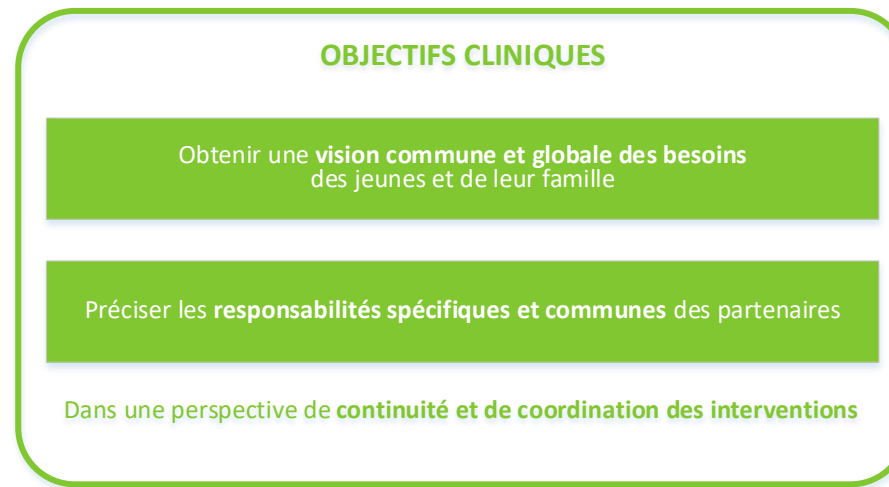 OBJECTIFS CLINIQUES
Obtenir une vision commune et globale des besoins
des jeunes et de leur famille
Préciser les responsabilités spécifiques et communes des partenaires
Dans une perspective de continuité et de coordination des interventions